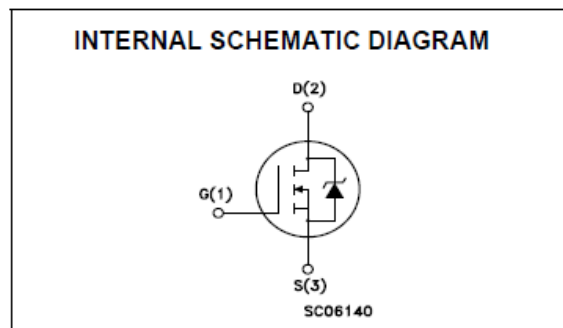 INTERNAL SCHEMATIC DIAGRAM
D(2)
G(1)
S(3)
SC06140